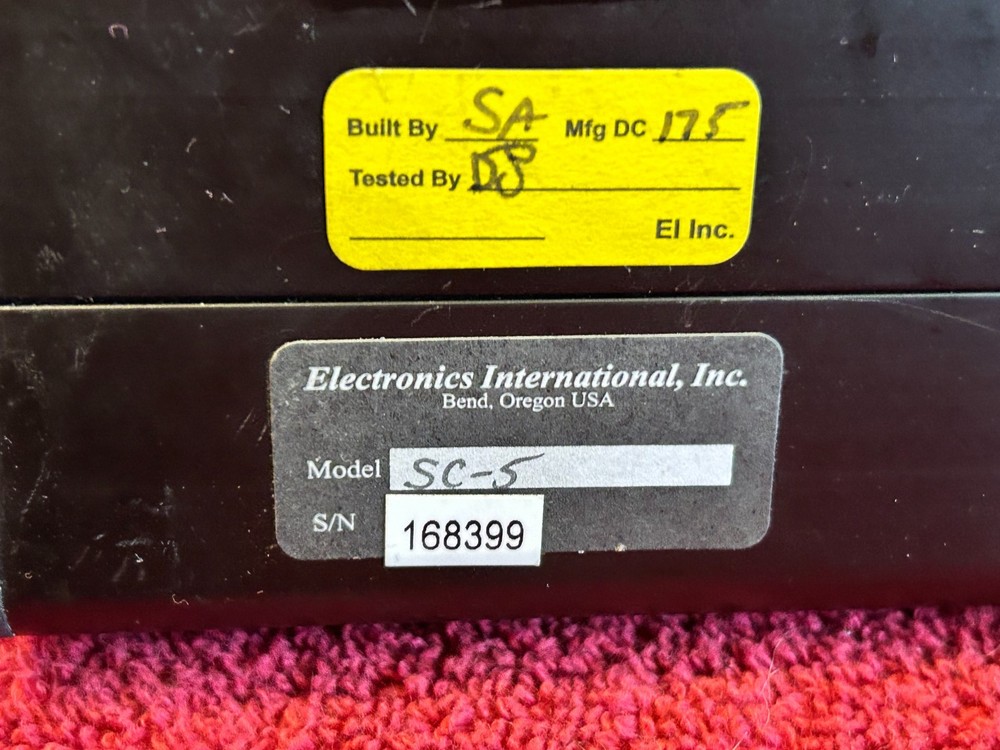 Built By SA Mfg DC 175
Tested By DS
EI Inc.
Electronics International, Inc.
Bend, Oregon USA
Model SC-5
S/N 168399